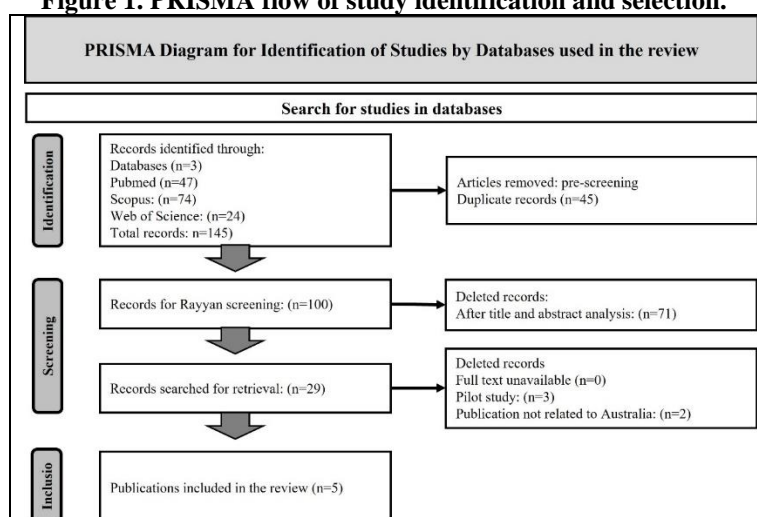 Figure 1. PRISMA flow of study identification and selection.
PRISMA Diagram for Identification of Studies by Databases used in the review
Search for studies in databases
Identification
Records identified through:
Databases (n=3)
Pubmed (n=47)
Scopus: (n=74)
Web of Science: (n=24)
Total records: n=145)
Articles removed: pre-screening
Duplicate records (n=45)
Screening
Records for Rayyan screening: (n=100)
Deleted records:
After title and abstract analysis: (n=71)
Records searched for retrieval: (n=29)
Deleted records
Full text unavailable (n=0)
Pilot study: (n=3)
Publication not related to Australia: (n=2)
Inclusio
Publications included in the review (n=5)